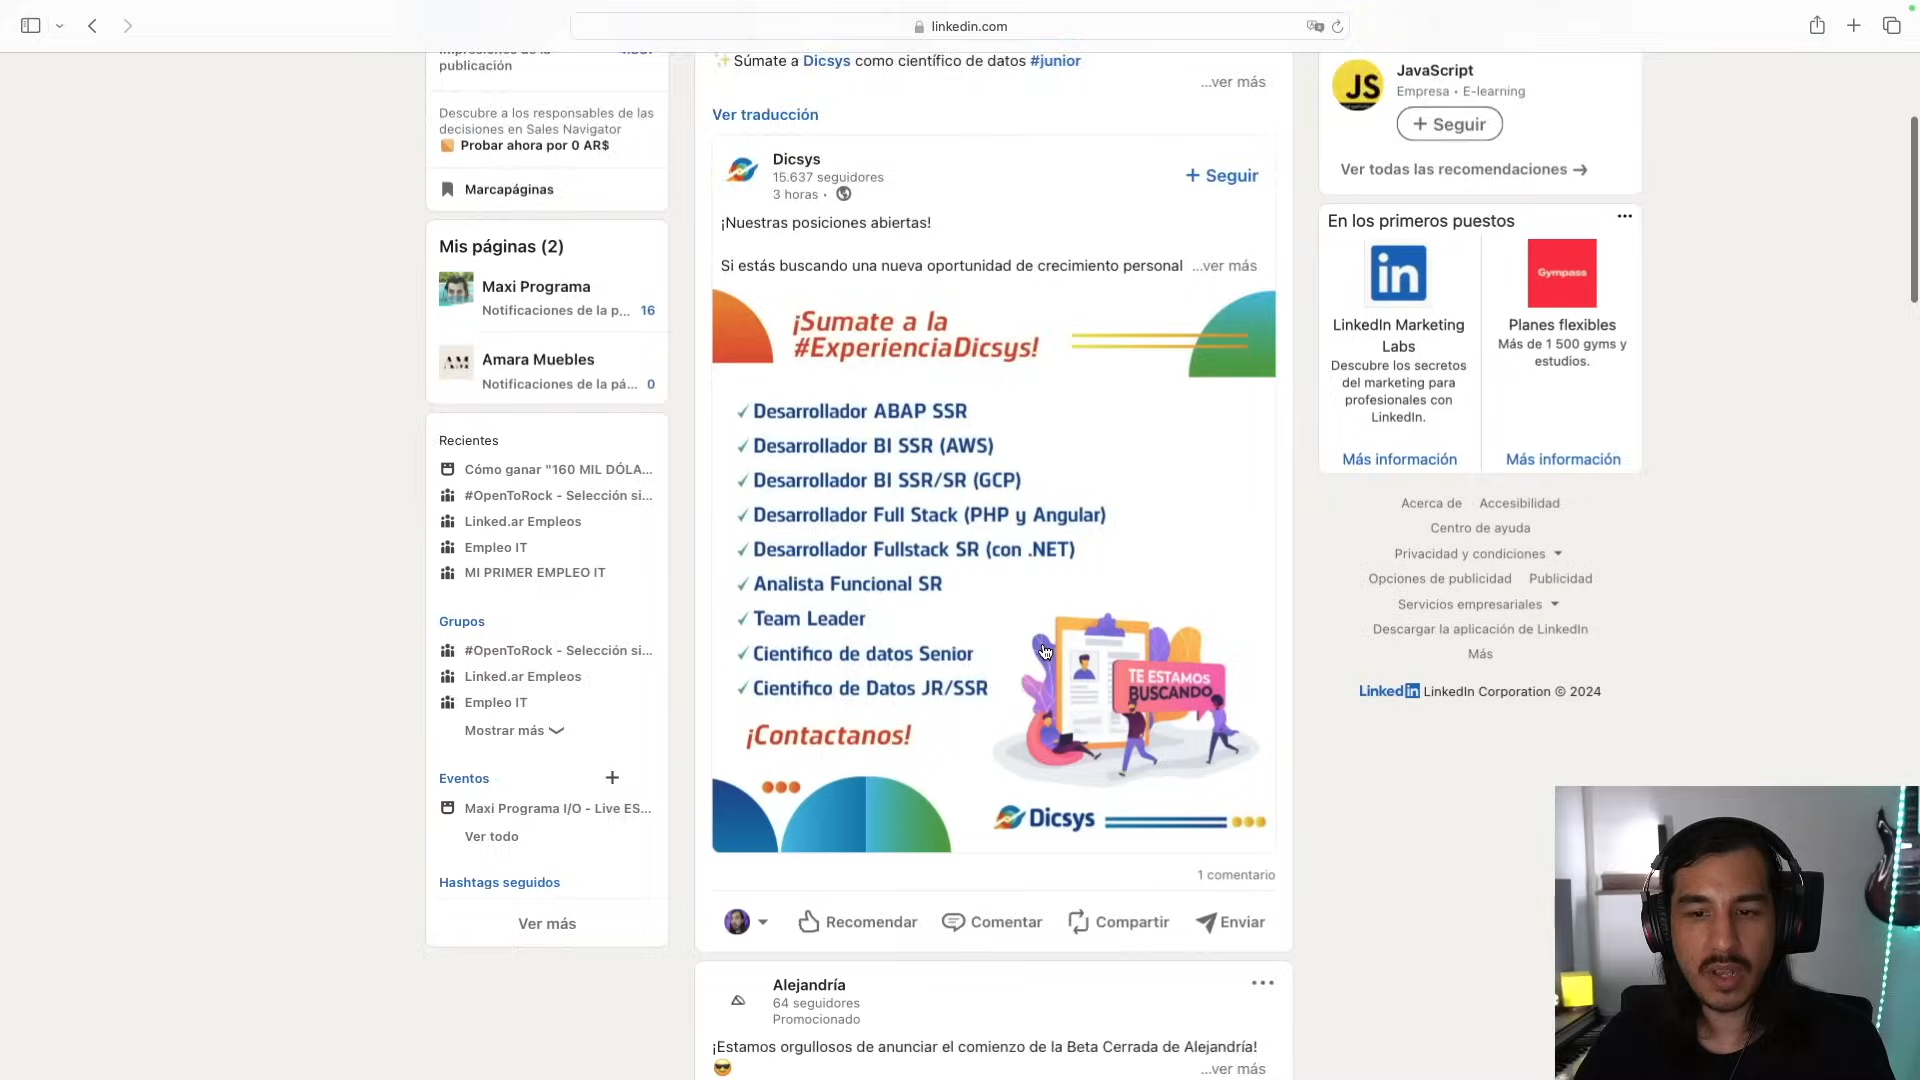 linkedin.com
publicación
Descubre a los responsables de las
decisiones en Sales Navigator
Probar ahora por 0 AR$
Marcapáginas
Mis páginas (2)
Maxi Programa
Notificaciones de la p... 16
AM Amara Muebles
Notificaciones de la pá... 0
Recientes
Cómo ganar "160 MIL DÓLA...
#OpenToRock - Selección si...
Linked.ar Empleos
Empleo IT
MI PRIMER EMPLEO IT
Grupos
#OpenToRock - Selección si...
Linked.ar Empleos
Empleo IT
Mostrar más
Eventos
Maxi Programa I/O - Live ES...
Ver todo
Hashtags seguidos
Ver más
✨ Súmate a Dicsys como científico de datos #junior
...ver más
Ver traducción
Dicsys
15.637 seguidores
3 horas •
+ Seguir
¡Nuestras posiciones abiertas!
Si estás buscando una nueva oportunidad de crecimiento personal ...ver más
¡Sumate a la
#ExperienciaDicsys!
✓ Desarrollador ABAP SSR
✓ Desarrollador BI SSR (AWS)
✓ Desarrollador BI SSR/SR (GCP)
✓ Desarrollador Full Stack (PHP y Angular)
✓ Desarrollador Fullstack SR (con .NET)
✓ Analista Funcional SR
✓ Team Leader
✓ Cientifico de datos Senior
✓ Cientifico de Datos JR/SSR
TE ESTAMOS
BUSCANDO
¡Contactanos!
Dicsys
1 comentario
Recomendar Comentar Compartir Enviar
Alejandría
64 seguidores
Promocionado
¡Estamos orgullosos de anunciar el comienzo de la Beta Cerrada de Alejandría!
😎 ...ver más
JS JavaScript
Empresa • E-learning
+ Seguir
Ver todas las recomendaciones →
En los primeros puestos
in
Gympass
LinkedIn Marketing
Labs
Descubre los secretos
del marketing para
profesionales con
LinkedIn.
Más información
Planes flexibles
Más de 1 500 gyms y
estudios.
Más información
Acerca de Accesibilidad
Centro de ayuda
Privacidad y condiciones
Opciones de publicidad Publicidad
Servicios empresariales
Descargar la aplicación de LinkedIn
Más
LinkedIn LinkedIn Corporation © 2024